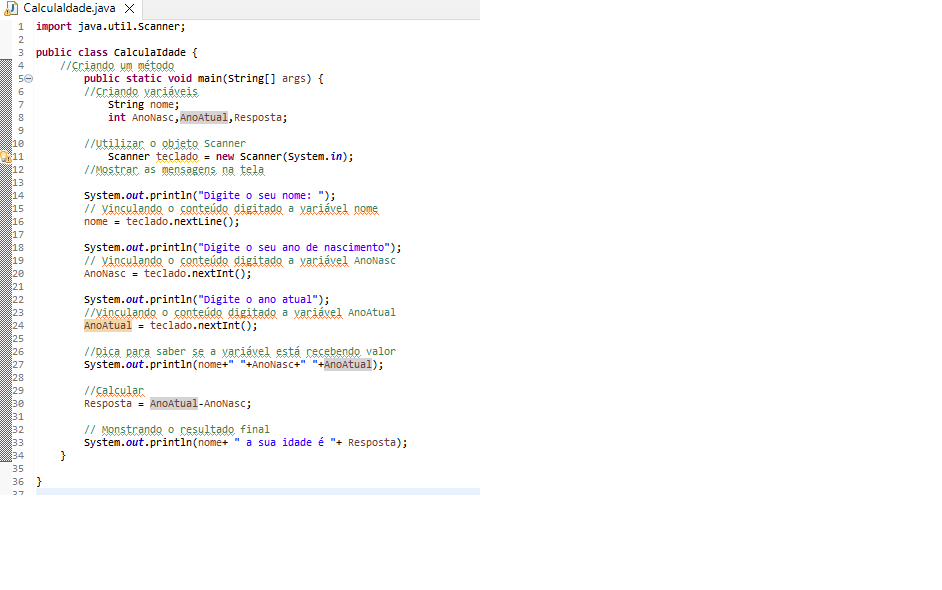 CalculaIdade.java
1 import java.util.Scanner;
2
3 public class CalculaIdade {
4 //Criando um método
5 public static void main(String[] args) {
6 //Criando variáveis
7 String nome;
8 int AnoNasc,AnoAtual,Resposta;
9
10 //Utilizar o objeto Scanner
11 Scanner teclado = new Scanner(System.in);
12 //Mostrar as mensagens na tela
13
14 System.out.println("Digite o seu nome: ");
15 // Vinculando o conteúdo digitado a variável nome
16 nome = teclado.nextLine();
17
18 System.out.println("Digite o seu ano de nascimento");
19 // Vinculando o conteúdo digitado a variável AnoNasc
20 AnoNasc = teclado.nextInt();
21
22 System.out.println("Digite o ano atual");
23 //Vinculando o conteúdo digitado a variável AnoAtual
24 AnoAtual = teclado.nextInt();
25
26 //Dica para saber se a variável está recebendo valor
27 System.out.println(nome+" "+AnoNasc+" "+AnoAtual);
28
29 //Calcular
30 Resposta = AnoAtual-AnoNasc;
31
32 // Monstrando o resultado final
33 System.out.println(nome+ " a sua idade é "+ Resposta);
34 }
35
36 }
37